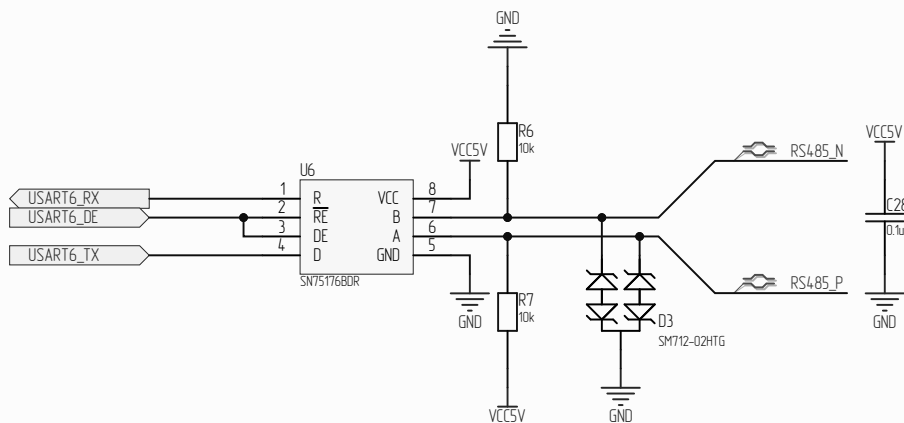 GND
R6
10k
VCC5V
VCC5V
RS485_N
U6
USART6_RX
1
R
VCC
8
USART6_DE
2
RE
B
7
3
DE
A
6
USART6_TX
4
D
GND
5
C28
0.1u
SN75176BDR
RS485_P
GND
R7
10k
D3
SM712-02HTG
GND
VCC5V
GND